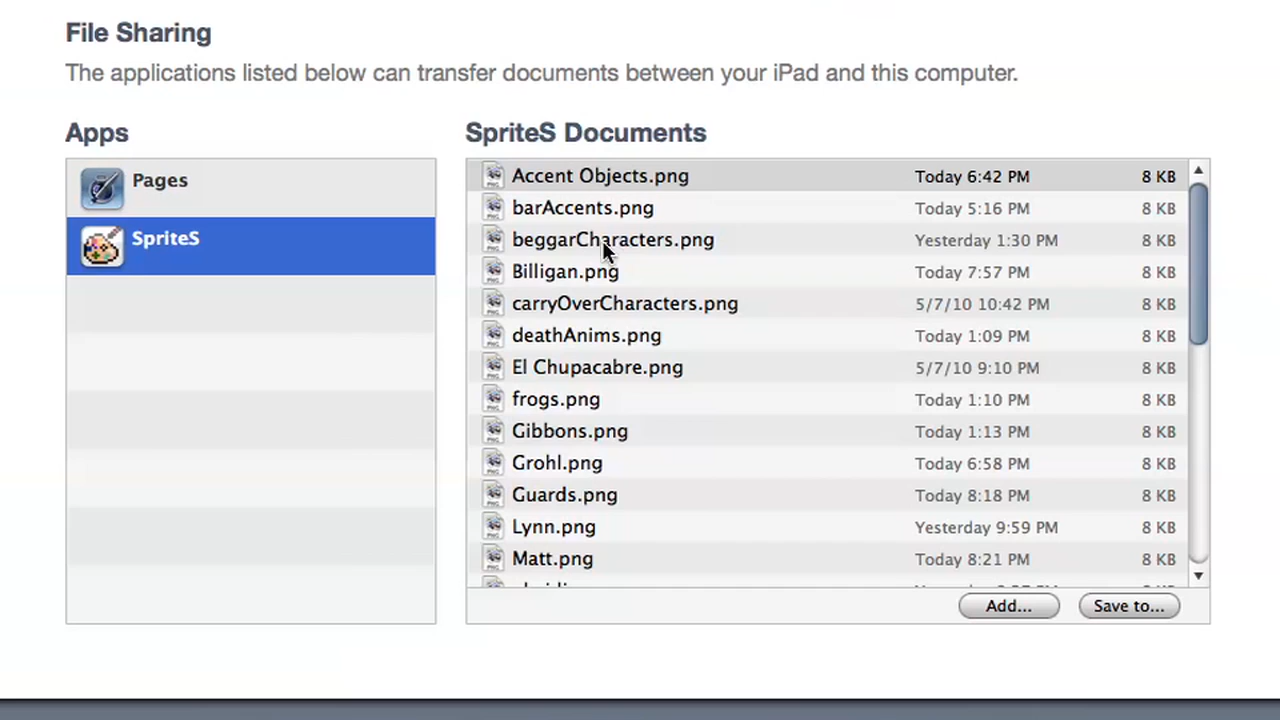 File Sharing
The applications listed below can transfer documents between your iPad and this computer.
Apps
Pages
SpriteS
SpriteS Documents
Accent Objects.png Today 6:42 PM 8 KB
barAccents.png Today 5:16 PM 8 KB
beggarCharacters.png Yesterday 1:30 PM 8 KB
Billigan.png Today 7:57 PM 8 KB
carryOverCharacters.png 5/7/10 10:42 PM 8 KB
deathAnims.png Today 1:09 PM 8 KB
El Chupacabre.png 5/7/10 9:10 PM 8 KB
frogs.png Today 1:10 PM 8 KB
Gibbons.png Today 1:13 PM 8 KB
Grohl.png Today 6:58 PM 8 KB
Guards.png Today 8:18 PM 8 KB
Lynn.png Yesterday 9:59 PM 8 KB
Matt.png Today 8:21 PM 8 KB
Add... Save to...